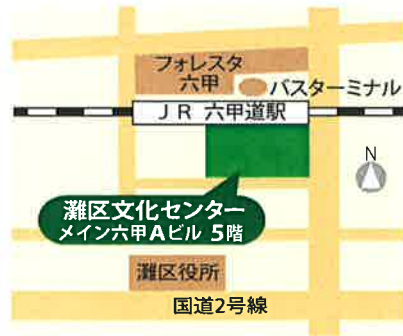 フォレスタ
六甲
バスターミナル
JR 六甲道駅
N
灘区文化センター
メイン六甲Aビル 5階
灘区役所
国道2号線